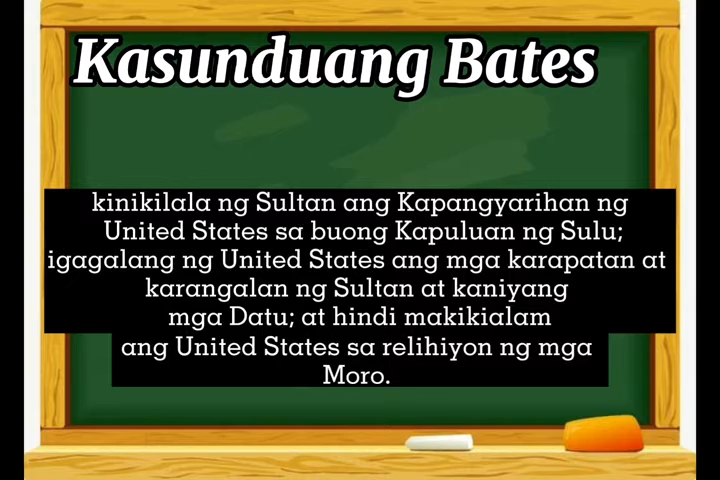 Kasunduang Bates
kinikilala ng Sultan ang Kapangyarihan ng
United States sa buong Kapuluan ng Sulu;
igagalang ng United States ang mga karapatan at
karangalan ng Sultan at kaniyang
mga Datu; at hindi makikialam
ang United States sa relihiyon ng mga
Moro.